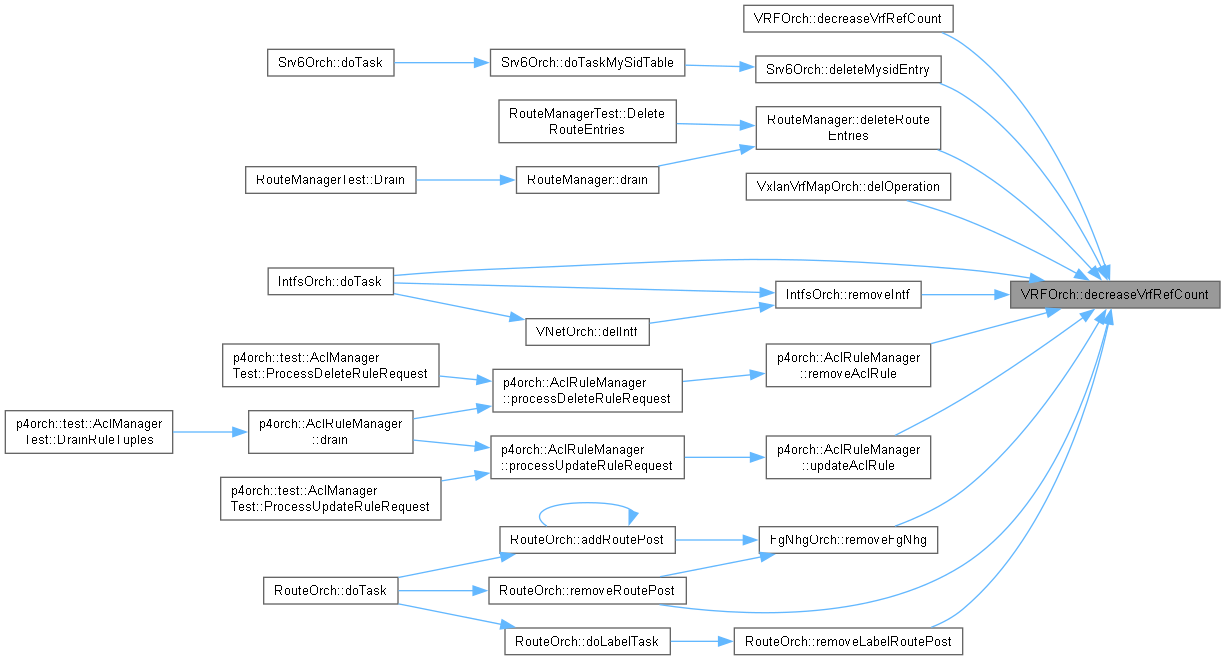 VRFOrch::decreaseVrfRefCount
Srv6Orch::doTask
Srv6Orch::doTaskMySidTable
Srv6Orch::deleteMysidEntry
RouteManagerTest::Delete
RouteEntries
RouteManager::deleteRoute
Entries
RouteManagerTest::Drain
RouteManager::drain
VxlanVrfMapOrch::delOperation
IntfsOrch::doTask
IntfsOrch::removeIntf
VRFOrch::decreaseVrfRefCount
VNetOrch::delIntf
p4orch::test::AclManager
Test::ProcessDeleteRuleRequest
p4orch::AclRuleManager
::processDeleteRuleRequest
p4orch::AclRuleManager
::removeAclRule
p4orch::test::AclManager
Test::DrainRuleTuples
p4orch::AclRuleManager
::drain
p4orch::AclRuleManager
::processUpdateRuleRequest
p4orch::AclRuleManager
::updateAclRule
p4orch::test::AclManager
Test::ProcessUpdateRuleRequest
RouteOrch::addRoutePost
FgNhgOrch::removeFgNhg
RouteOrch::doTask
RouteOrch::removeRoutePost
RouteOrch::doLabelTask
RouteOrch::removeLabelRoutePost